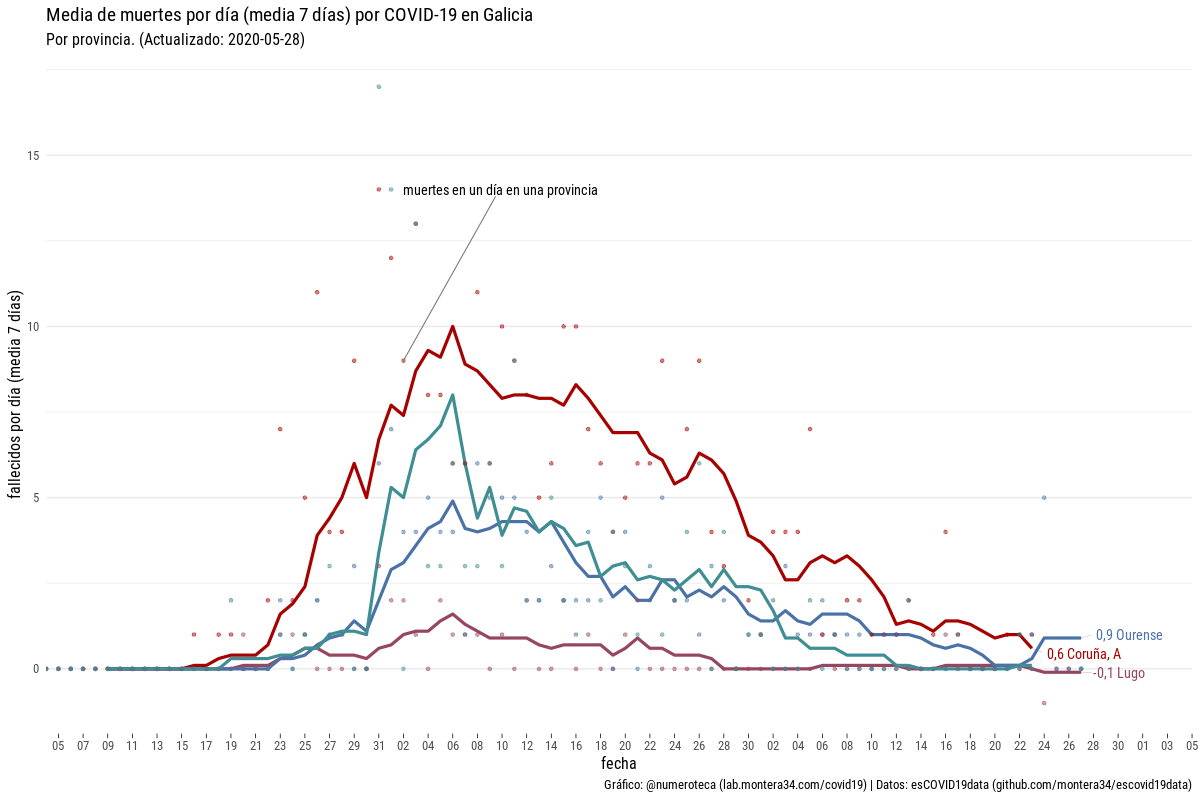 Media de muertes por día (media 7 días) por COVID-19 en Galicia
Por provincia. (Actualizado: 2020-05-28)
15
muertes en un día en una provincia
10
fallecidos por día (media 7 días)
5
0,9 Ourense
0,6 Coruña, A
0
-0,1 Lugo
05 07 09 11 13 15 17 19 21 23 25 27 29 31 02 04 06 08 10 12 14 16 18 20 22 24 26 28 30 02 04 06 08 10 12 14 16 18 20 22 24 26 28 30 01 03 05
fecha
Gráfico: @numeroteca (lab.montera34.com/covid19) | Datos: esCOVID19data (github.com/montera34/escovid19data)